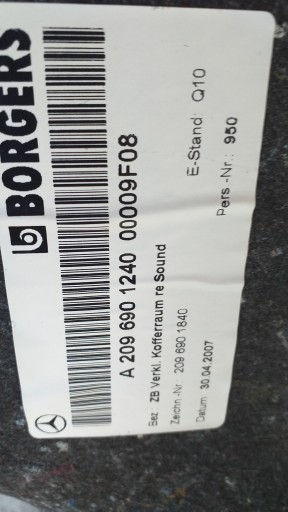 BORGERS
A 209 690 1240 00009F08
Bez.: ZB Verkl. Kofferraum re Sound
Zeichn.-Nr. 209 690 1840
Datum: 30.04.2007
E-Stand: Q10
Pers.-Nr.: 950